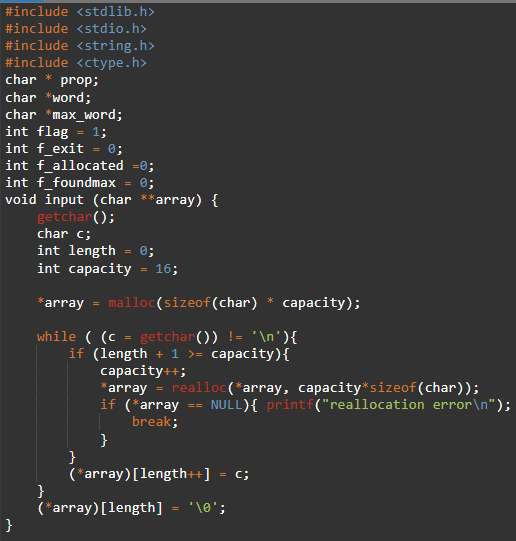 #include <stdlib.h>
#include <stdio.h>
#include <string.h>
#include <ctype.h>
char * prop;
char *word;
char *max_word;
int flag = 1;
int f_exit = 0;
int f_allocated =0;
int f_foundmax = 0;
void input (char **array) {
    getchar();
    char c;
    int length = 0;
    int capacity = 16;

    *array = malloc(sizeof(char) * capacity);

    while ( (c = getchar()) != '\n'){
        if (length + 1 >= capacity){
            capacity++;
            *array = realloc(*array, capacity*sizeof(char));
            if (*array == NULL){ printf("reallocation error\n");
                break;
            }
        }
        (*array)[length++] = c;
    }
    (*array)[length] = '\0';
}